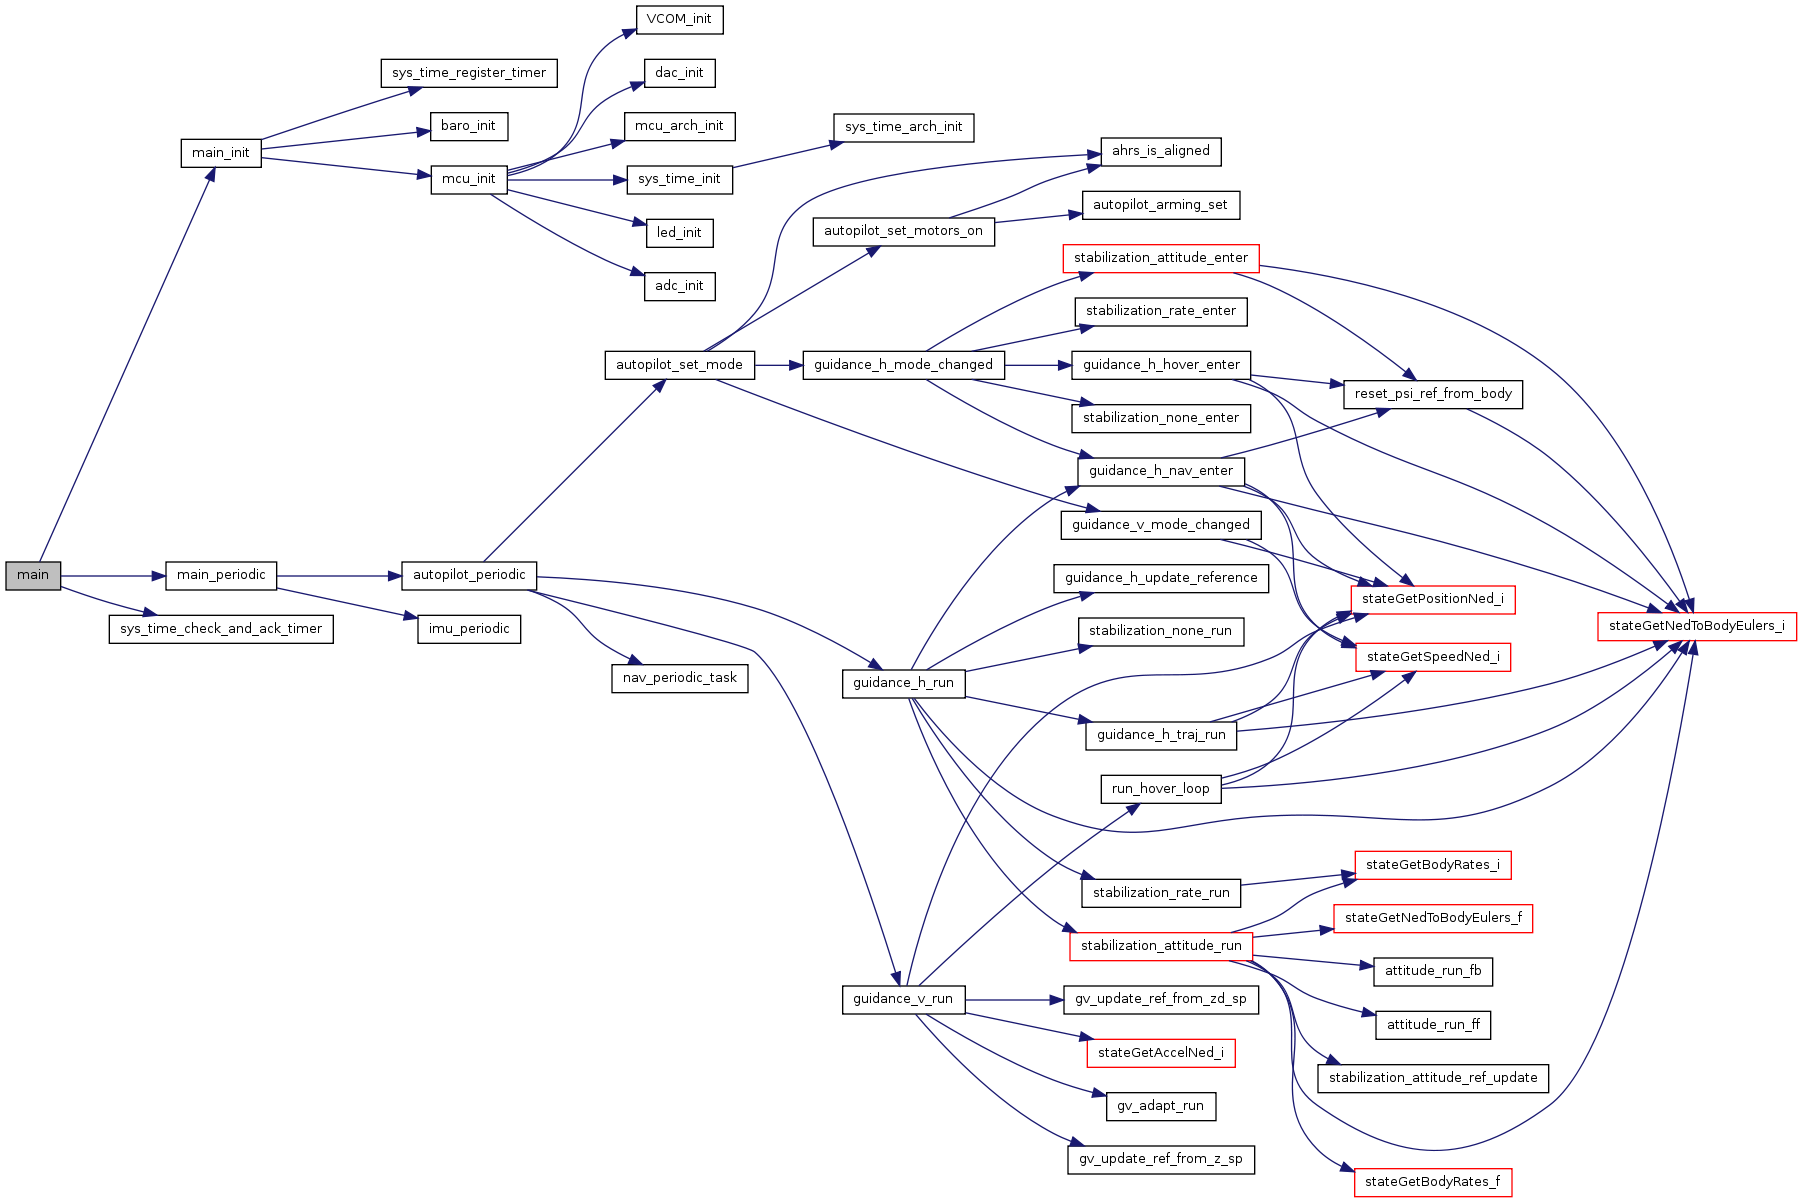 VCOM_init
sys_time_register_timer
dac_init
baro_init
mcu_arch_init
sys_time_arch_init
main_init
mcu_init
sys_time_init
ahrs_is_aligned
led_init
autopilot_set_motors_on
autopilot_arming_set
adc_init
stabilization_attitude_enter
stabilization_rate_enter
autopilot_set_mode
guidance_h_mode_changed
guidance_h_hover_enter
reset_psi_ref_from_body
stabilization_none_enter
guidance_h_nav_enter
guidance_v_mode_changed
main
main_periodic
autopilot_periodic
guidance_h_update_reference
stateGetPositionNed_i
sys_time_check_and_ack_timer
imu_periodic
stabilization_none_run
stateGetNedToBodyEulers_i
stateGetSpeedNed_i
nav_periodic_task
guidance_h_run
guidance_h_traj_run
run_hover_loop
stateGetBodyRates_i
stabilization_rate_run
stateGetNedToBodyEulers_f
stabilization_attitude_run
attitude_run_fb
guidance_v_run
gv_update_ref_from_zd_sp
attitude_run_ff
stateGetAccelNed_i
stabilization_attitude_ref_update
gv_adapt_run
gv_update_ref_from_z_sp
stateGetBodyRates_f